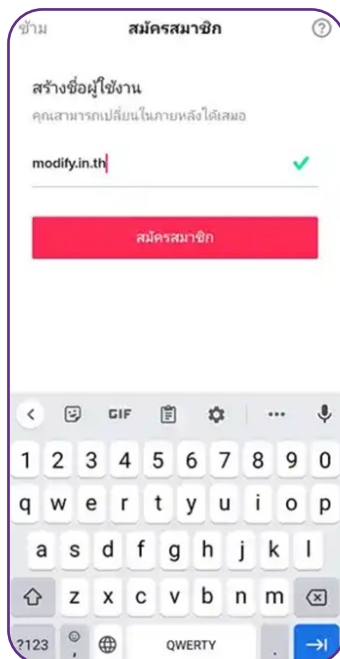 ข้าม สมัครสมาชิก ?
สร้างชื่อผู้ใช้งาน
คุณสามารถเปลี่ยนในภายหลังได้เสมอ
modify.in.th
สมัครสมาชิก
GIF
1 2 3 4 5 6 7 8 9 0
q w e r t y u i o p
a s d f g h j k l
z x c v b n m
?123 , QWERTY .